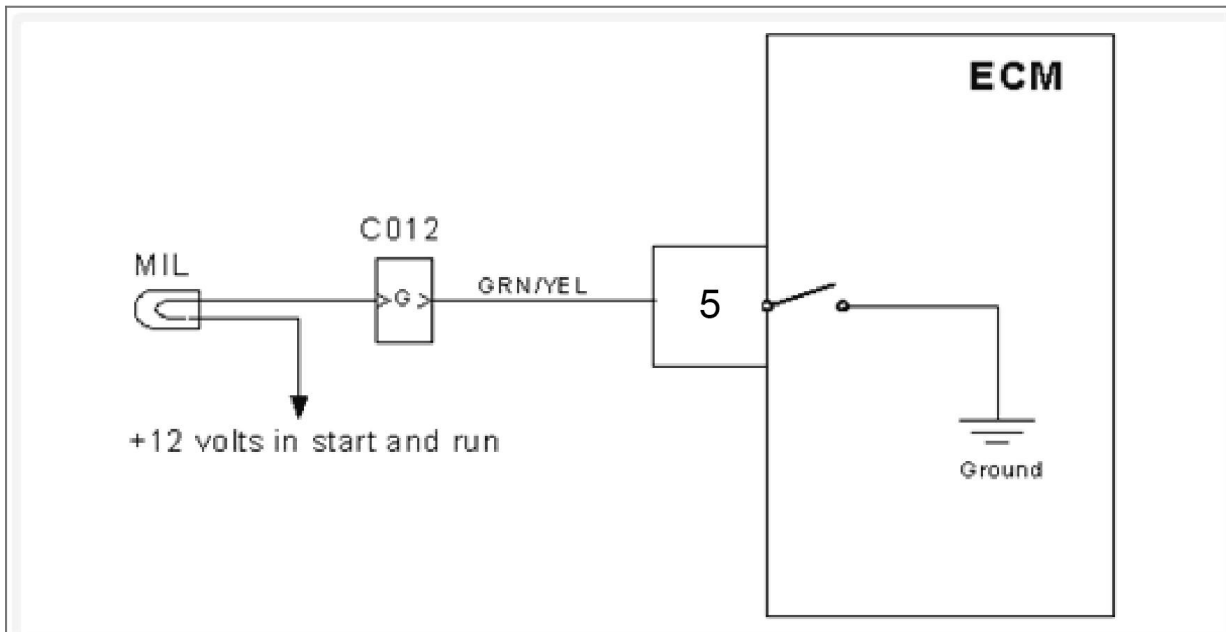 ECM
C012
MIL
>G>
GRN/YEL
5
+12 volts in start and run
Ground